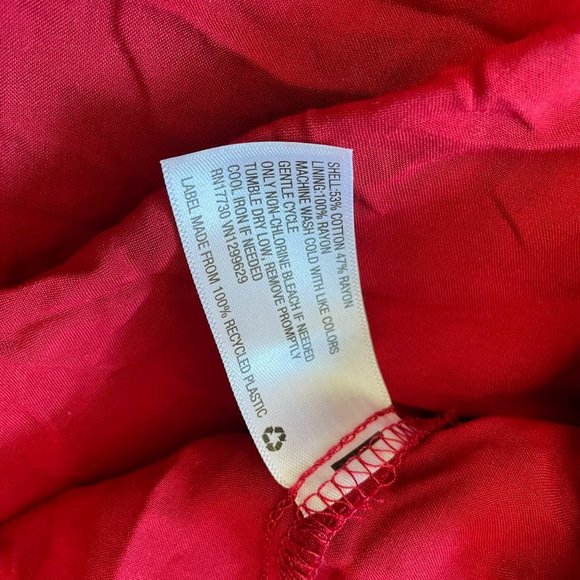 SHELL:53% COTTON 47% RAYON
LINING:100% RAYON
MACHINE WASH COLD WITH LIKE COLORS
GENTLE CYCLE
ONLY NON-CHLORINE BLEACH IF NEEDED
TUMBLE DRY LOW, REMOVE PROMPTLY
COOL IRON IF NEEDED
RN17730 VN1299629
LABEL MADE FROM 100% RECYCLED PLASTIC